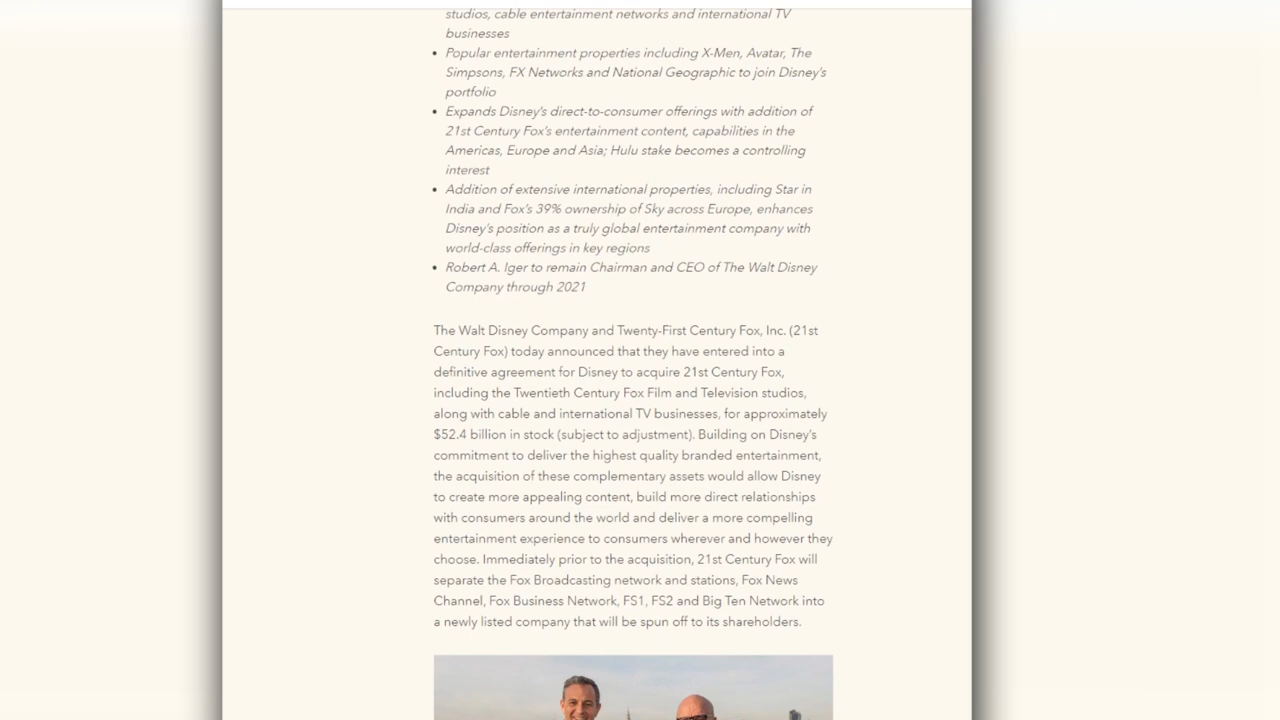 studios, cable entertainment networks and international TV
businesses
• Popular entertainment properties including X-Men, Avatar, The
Simpsons, FX Networks and National Geographic to join Disney's
portfolio
• Expands Disney's direct-to-consumer offerings with addition of
21st Century Fox's entertainment content, capabilities in the
Americas, Europe and Asia; Hulu stake becomes a controlling
interest
• Addition of extensive international properties, including Star in
India and Fox's 39% ownership of Sky across Europe, enhances
Disney's position as a truly global entertainment company with
world-class offerings in key regions
• Robert A. Iger to remain Chairman and CEO of The Walt Disney
Company through 2021
The Walt Disney Company and Twenty-First Century Fox, Inc. (21st
Century Fox) today announced that they have entered into a
definitive agreement for Disney to acquire 21st Century Fox,
including the Twentieth Century Fox Film and Television studios,
along with cable and international TV businesses, for approximately
$52.4 billion in stock (subject to adjustment). Building on Disney's
commitment to deliver the highest quality branded entertainment,
the acquisition of these complementary assets would allow Disney
to create more appealing content, build more direct relationships
with consumers around the world and deliver a more compelling
entertainment experience to consumers wherever and however they
choose. Immediately prior to the acquisition, 21st Century Fox will
separate the Fox Broadcasting network and stations, Fox News
Channel, Fox Business Network, FS1, FS2 and Big Ten Network into
a newly listed company that will be spun off to its shareholders.